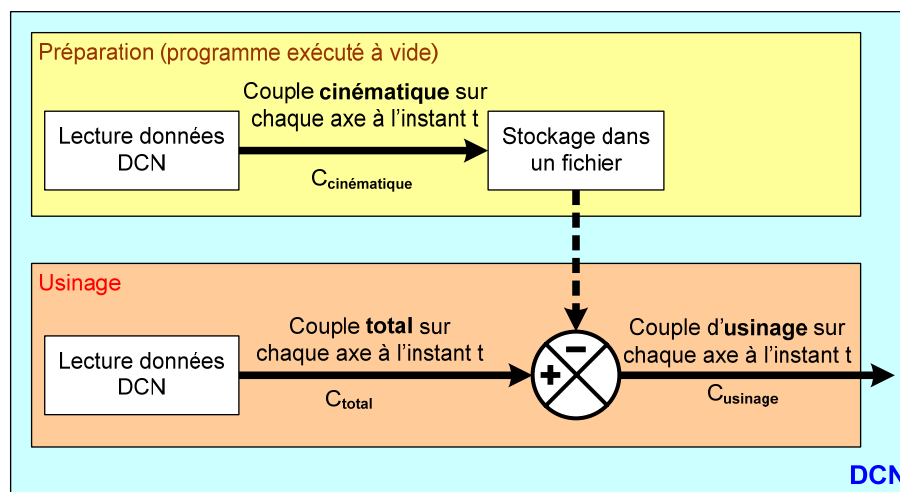 Préparation (programme exécuté à vide)
Couple cinématique sur
chaque axe à l'instant t
Lecture données
DCN
Ccinématique
Stockage dans
un fichier
Usinage
Lecture données
DCN
Couple total sur
chaque axe à l'instant t
Ctotal
+
−
Couple d'usinage sur
chaque axe à l'instant t
Cusinage
DCN